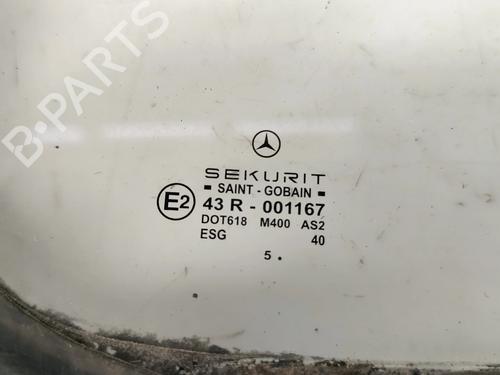 B-PARTS
SEKURIT
SAINT - GOBAIN
E2 43 R - 001167
DOT618 M400 AS2
ESG 40
5 .